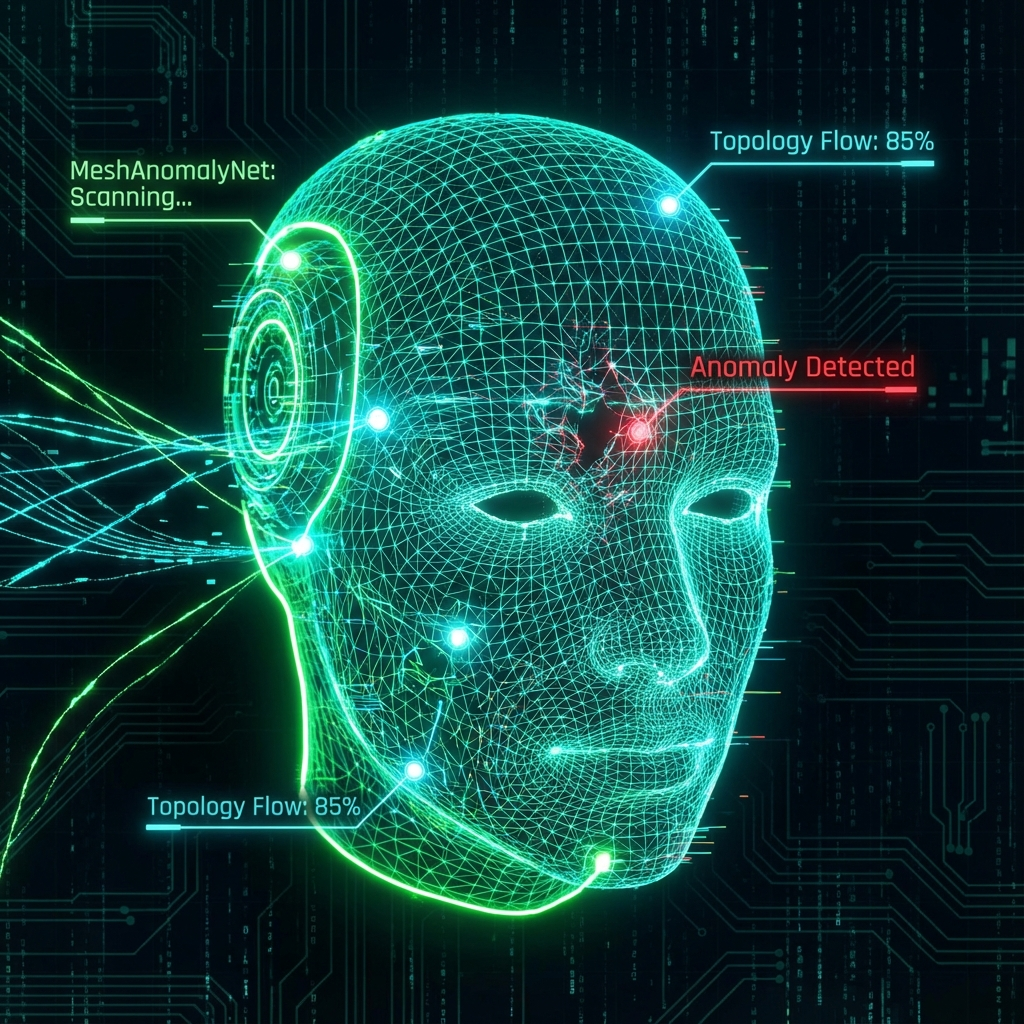 Topology Flow: 85%
MeshAnomalyNet:
Scanning...
Anomaly Detected
Topology Flow: 85%